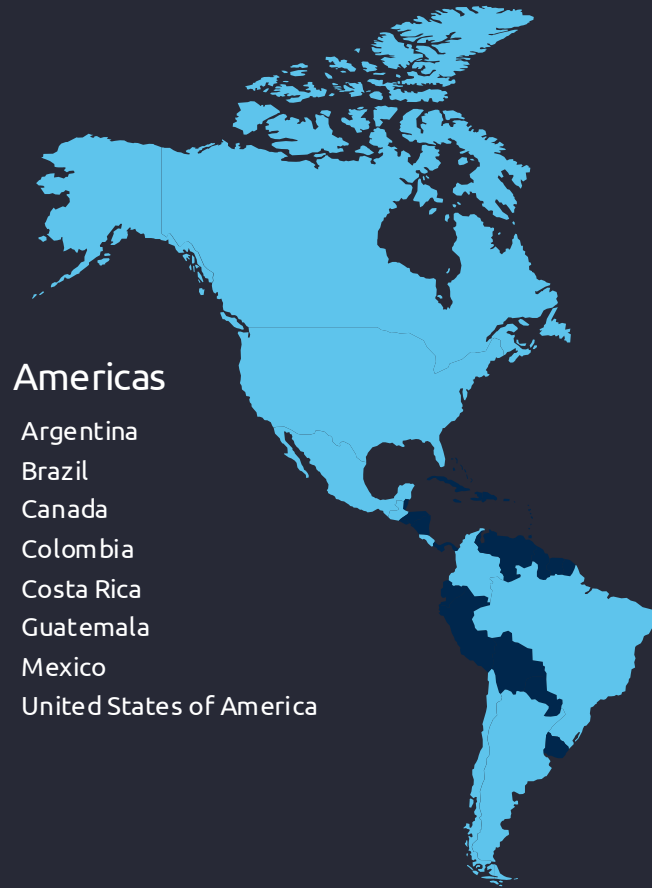 Americas
Argentina
Brazil
Canada
Colombia
Costa Rica
Guatemala
Mexico
United States of America